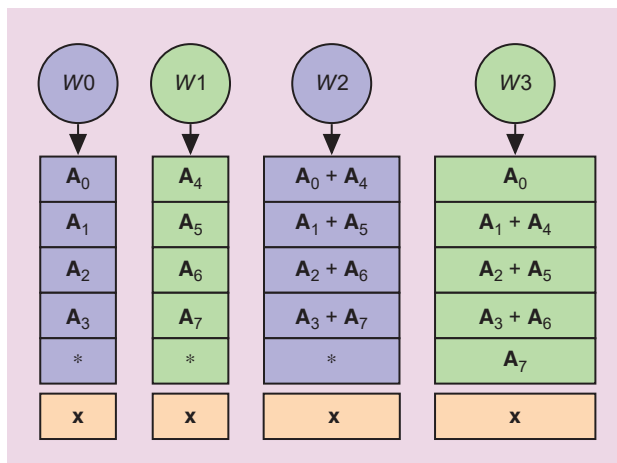 W0 W1 W2 W3
A0 A4 A0 + A4 A0
A1 A5 A1 + A5 A1 + A4
A2 A6 A2 + A6 A2 + A5
A3 A7 A3 + A7 A3 + A6
* * * A7
x x x x